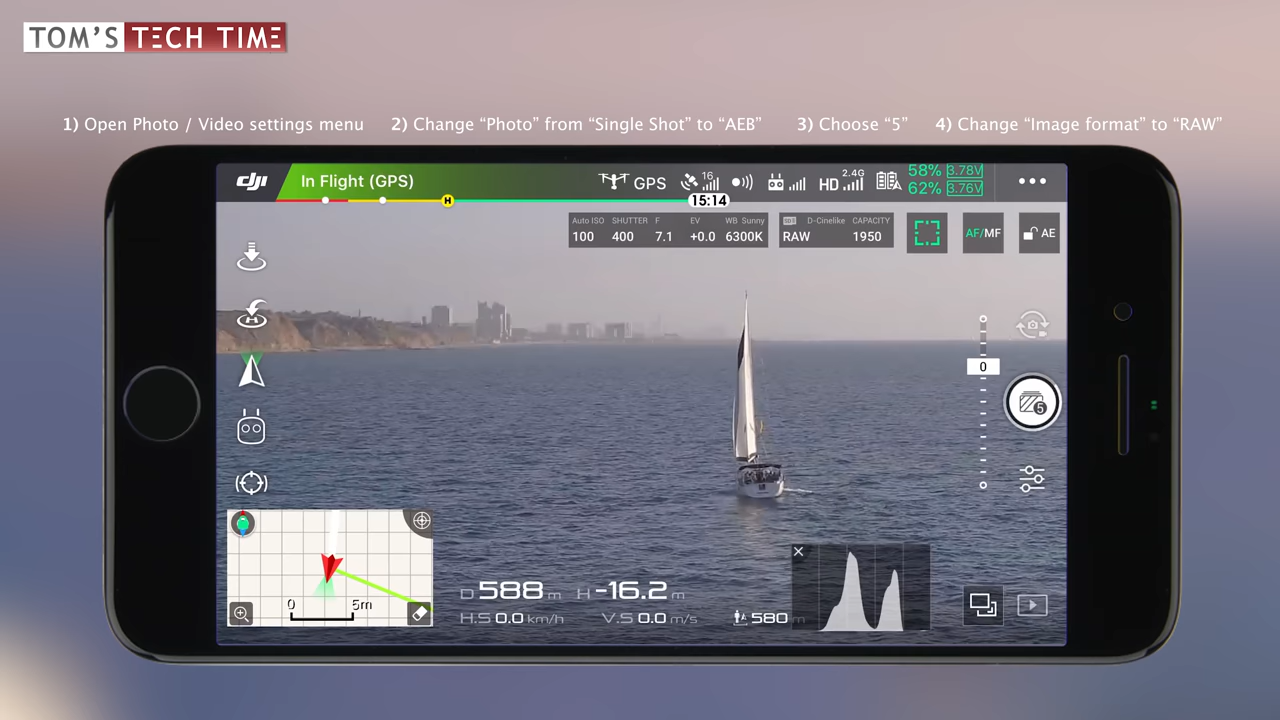 TOM'S TECH TIME
1) Open Photo / Video settings menu 2) Change “Photo” from “Single Shot” to “AEB” 3) Choose “5” 4) Change “Image format” to “RAW”
dji In Flight (GPS) GPS 16 HD 2.4G 58% 3.78V
62% 3.76V
H 15:14
Auto ISO SHUTTER F EV WB Sunny D-Cinelike CAPACITY
100 400 7.1 +0.0 6300K RAW 1950 AF/MF AE
0
5
H
0 5m
D 588 m H -16.2 m
H.S 0.0 km/h V.S 0.0 m/s 580 m